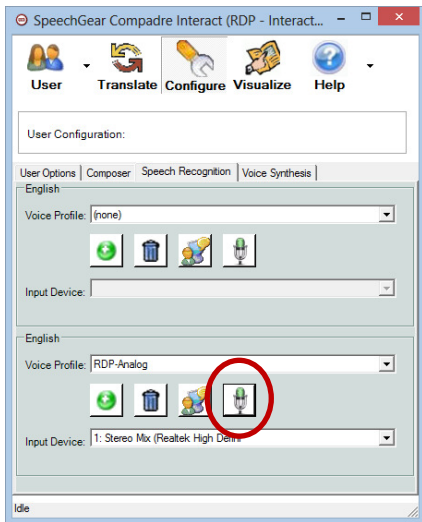 SpeechGear Compadre Interact (RDP - Interact...
User Translate Configure Visualize Help
User Configuration:
User Options Composer Speech Recognition Voice Synthesis
English
Voice Profile: (none)
Input Device:
English
Voice Profile: RDP-Analog
Input Device: 1: Stereo Mix (Realtek High Defini
Idle